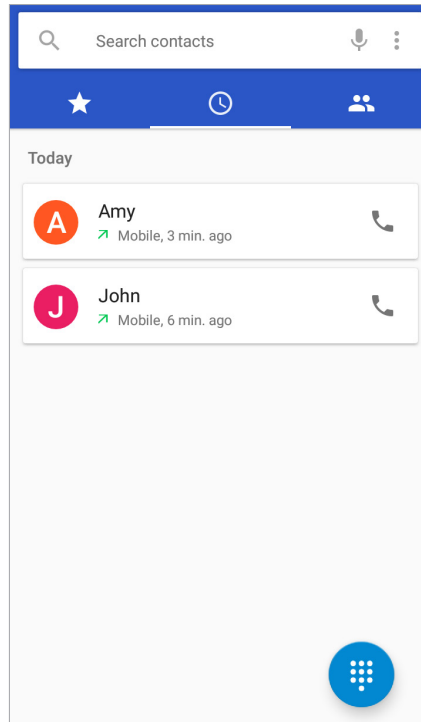 Search contacts
Today
A
Amy
Mobile, 3 min. ago
J
John
Mobile, 6 min. ago